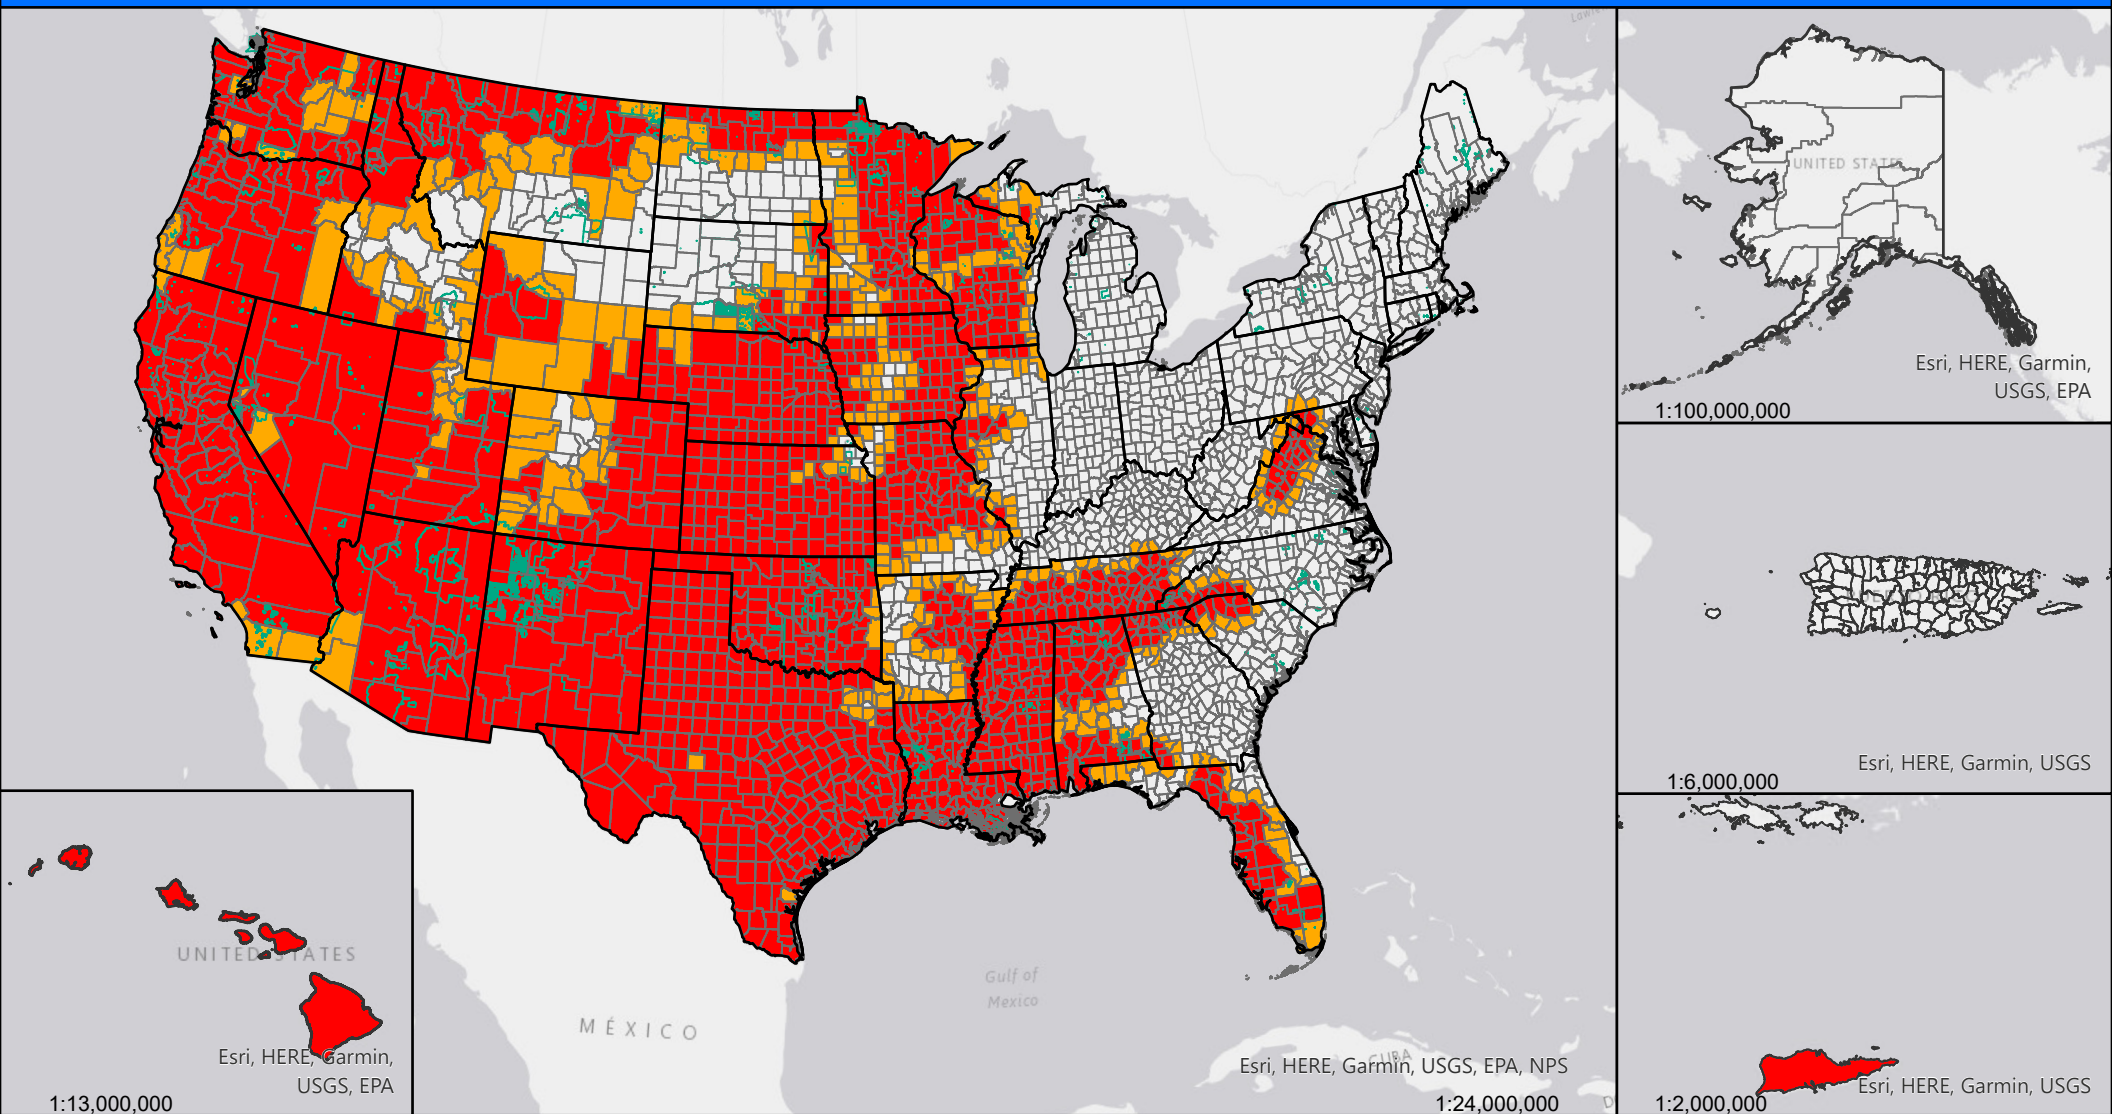 UNITED STATES
Esri, HERE, Garmin,
USGS, EPA
1:100,000,000
Esri, HERE, Garmin, USGS
1:6,000,000
UNITED STATES
Esri, HERE, Garmin,
USGS, EPA
1:13,000,000
MÉXICO
Gulf of
Mexico
CUBA
Esri, HERE, Garmin, USGS, EPA, NPS
1:24,000,000
Esri, HERE, Garmin, USGS
1:2,000,000